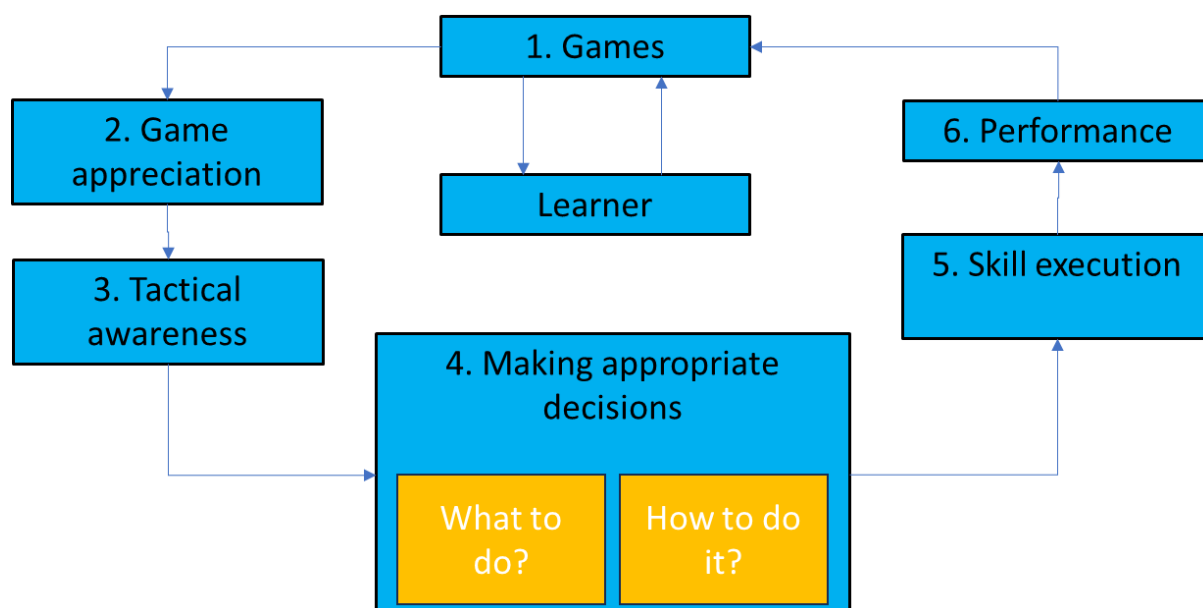 1. Games
2. Game
appreciation
6. Performance
Learner
3. Tactical
awareness
5. Skill execution
4. Making appropriate
decisions
What to
do?
How to do
it?